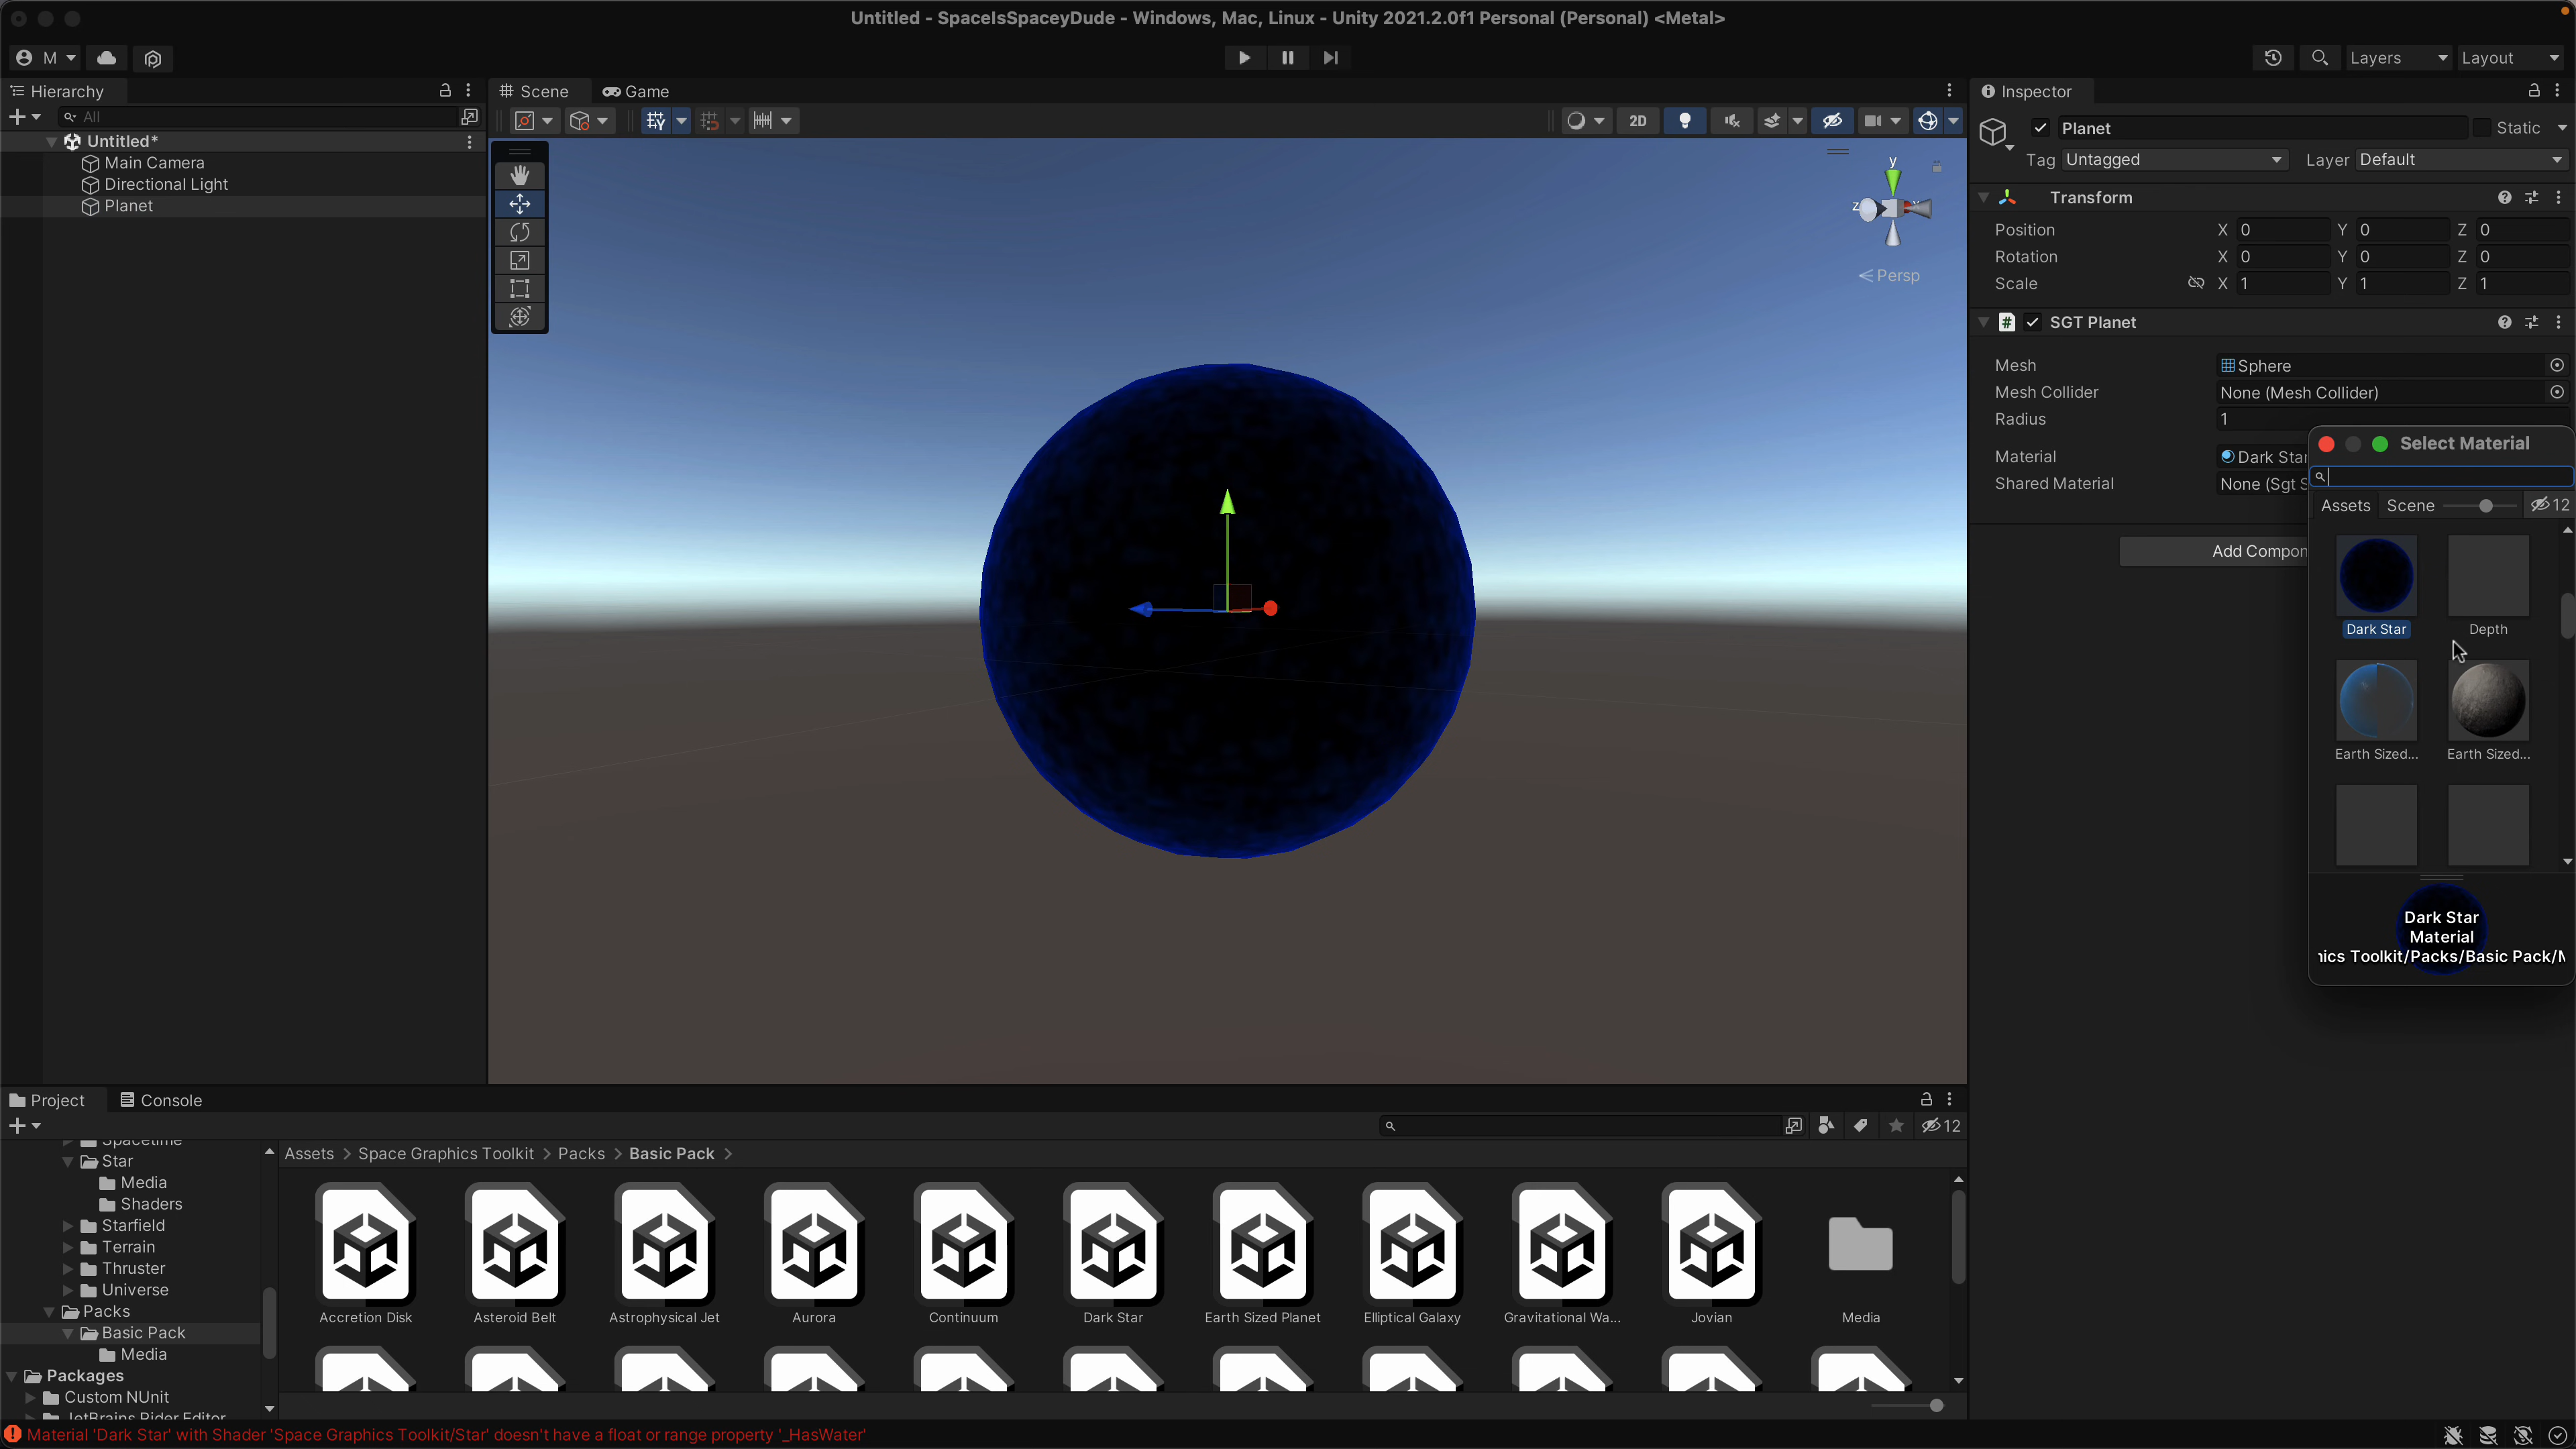 Untitled - SpaceIsSpaceyDude - Windows, Mac, Linux - Unity 2021.2.0f1 Personal (Personal) <Metal>
M
Layers
Layout
Hierarchy
All
Untitled*
Main Camera
Directional Light
Planet
Scene
Game
2D
y
z
Persp
Inspector
Planet
Static
Tag
Untagged
Layer
Default
Transform
Position X 0 Y 0 Z 0
Rotation X 0 Y 0 Z 0
Scale X 1 Y 1 Z 1
# SGT Planet
Mesh
Sphere
Mesh Collider
None (Mesh Collider)
Radius
1
Material
Dark Star
Shared Material
None (Sgt S
Add Compon
Select Material
Assets
Scene
12
Dark Star
Depth
Earth Sized...
Earth Sized...
Dark Star
Material
ics Toolkit/Packs/Basic Pack/M
Project
Console
12
Spacetime
Star
Media
Shaders
Starfield
Terrain
Thruster
Universe
Packs
Basic Pack
Media
Packages
Custom NUnit
JetBrains Rider Editor
Assets > Space Graphics Toolkit > Packs > Basic Pack >
Accretion Disk
Asteroid Belt
Astrophysical Jet
Aurora
Continuum
Dark Star
Earth Sized Planet
Elliptical Galaxy
Gravitational Wa...
Jovian
Media
Material 'Dark Star' with Shader 'Space Graphics Toolkit/Star' doesn't have a float or range property '_HasWater'